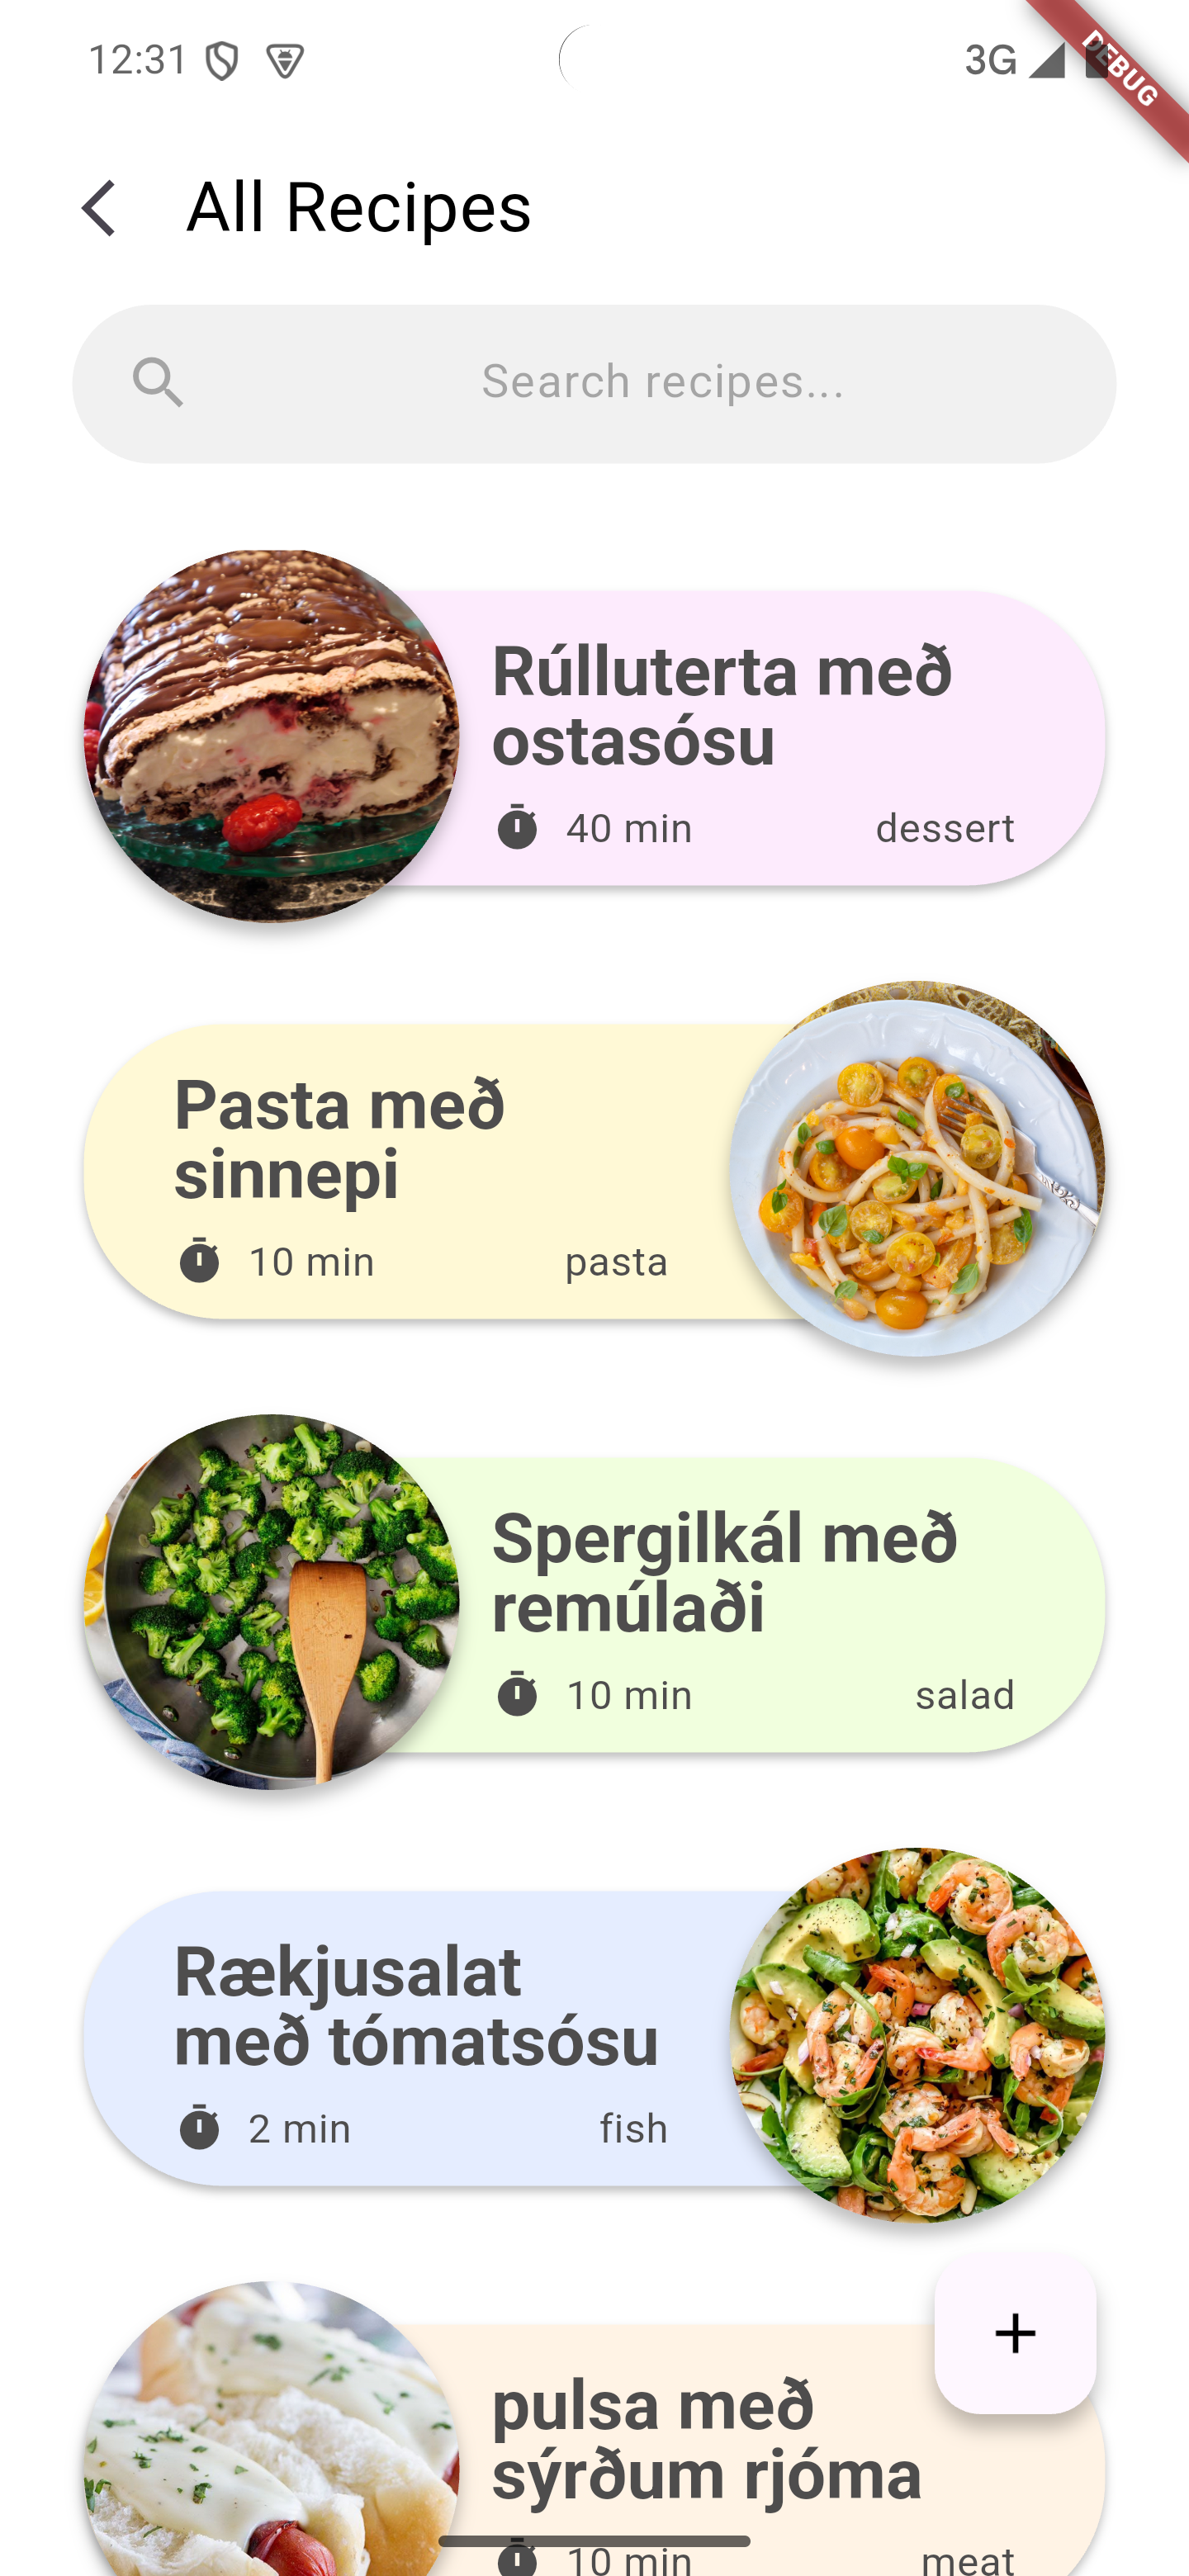 12:31
3G
DEBUG
All Recipes
Search recipes...
Rúlluterta með
ostasósu
40 min
dessert
Pasta með
sinnepi
10 min
pasta
Spergilkál með
remúlaði
10 min
salad
Rækjusalat
með tómatsósu
2 min
fish
pulsa með
sýrðum rjóma
10 min
meat